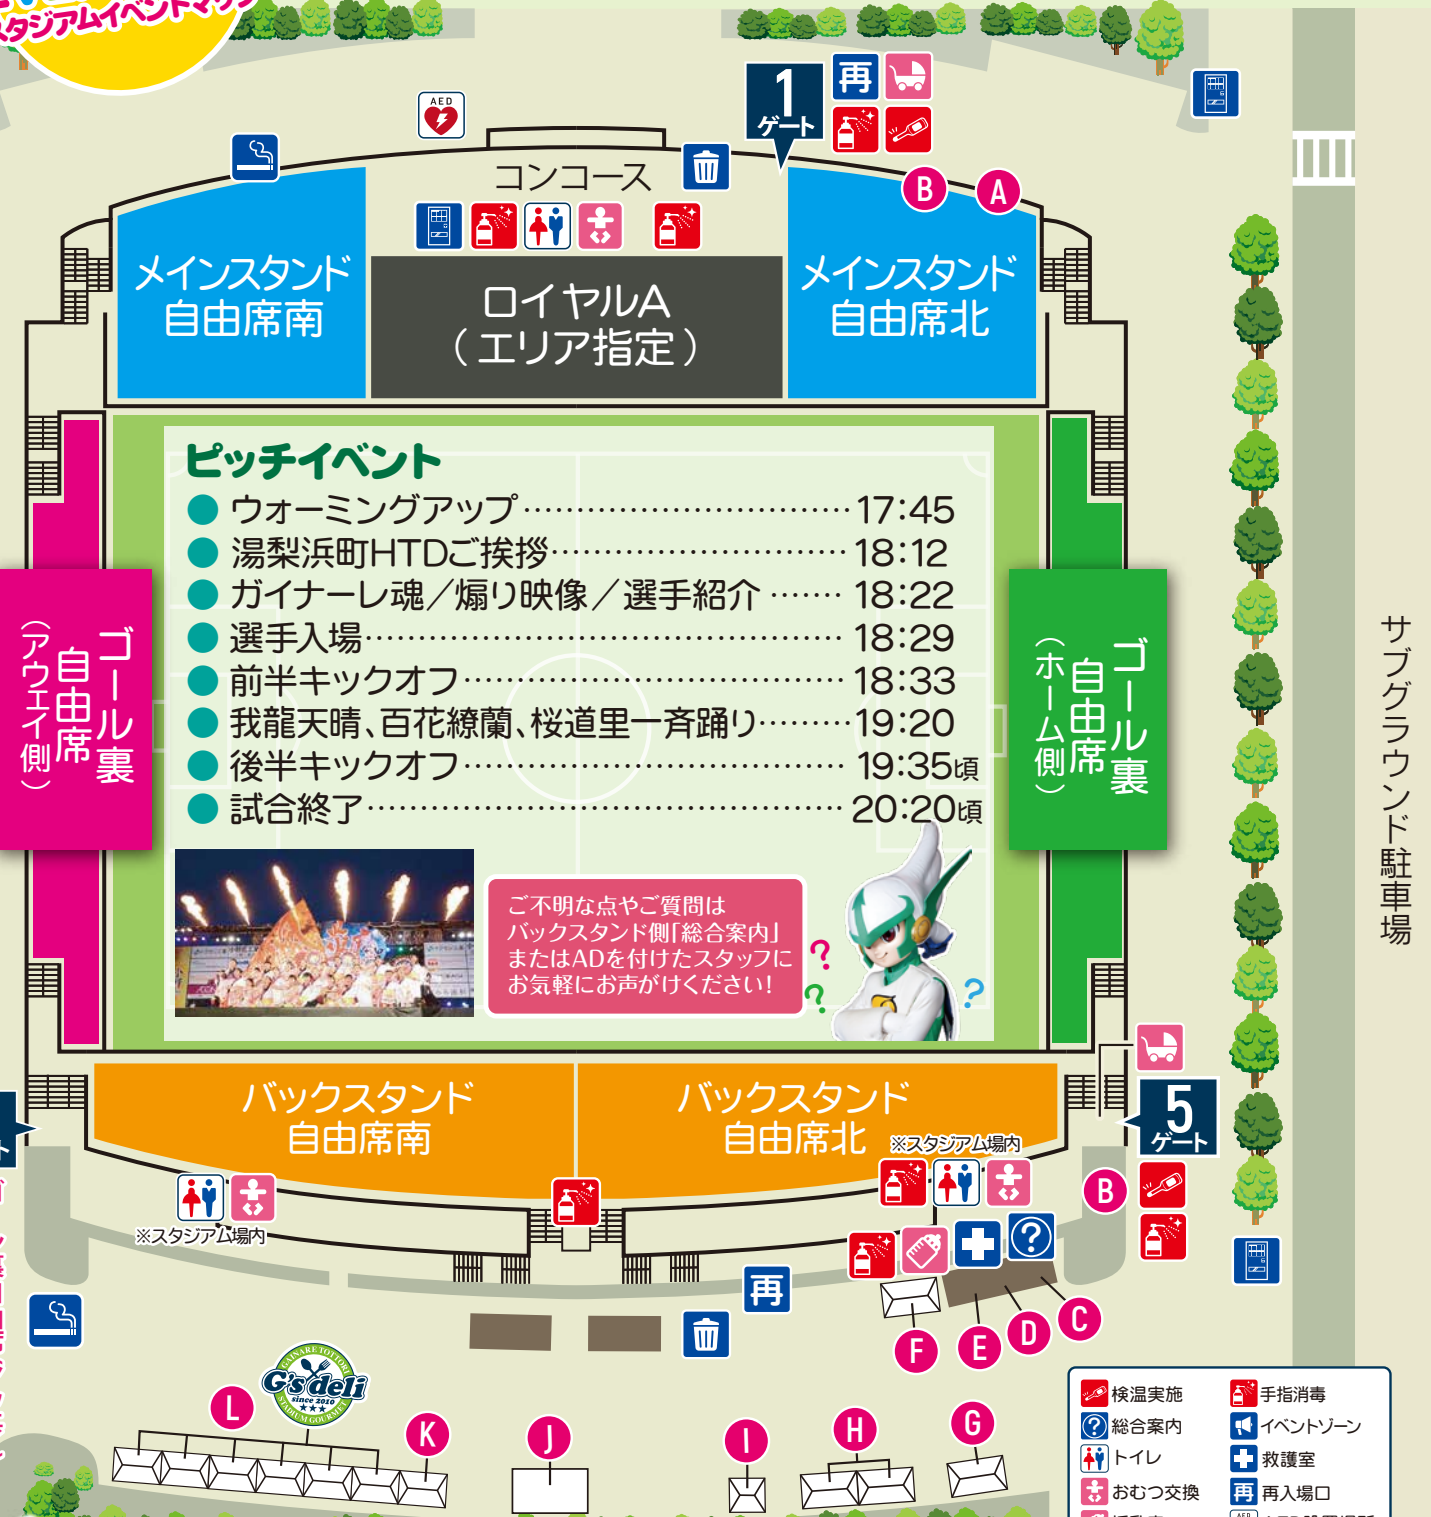 スタジアムイベントマップ
AED
1
ゲート
再
コンコース
B
A
メインスタンド
自由席南
ロイヤルA
(エリア指定)
メインスタンド
自由席北
ピッチイベント
ウォーミングアップ 17:45
湯梨浜町HTDご挨拶 18:12
ガイナーレ魂／煽り映像／選手紹介 18:22
選手入場 18:29
前半キックオフ 18:33
我龍天晴、百花繚蘭、桜道里一斉踊り 19:20
後半キックオフ 19:35頃
試合終了 20:20頃
ゴール裏
自由席
(アウェイ側)
ゴール裏
自由席
(ホーム側)
サブグラウンド駐車場
ご不明な点やご質問は
バックスタンド側「総合案内」
またはADを付けたスタッフに
お気軽にお声がけください!
?
?
?
バックスタンド
自由席南
バックスタンド
自由席北
5
ゲート
※スタジアム場内
B
※スタジアム場内
?
再
F
E
D
C
GAINARE TOTTORI
G's deli
since 2010
STADIUM GOURMET
L
K
J
I
H
G
検温実施
手指消毒
総合案内
イベントゾーン
トイレ
救護室
おむつ交換
再
再入場口